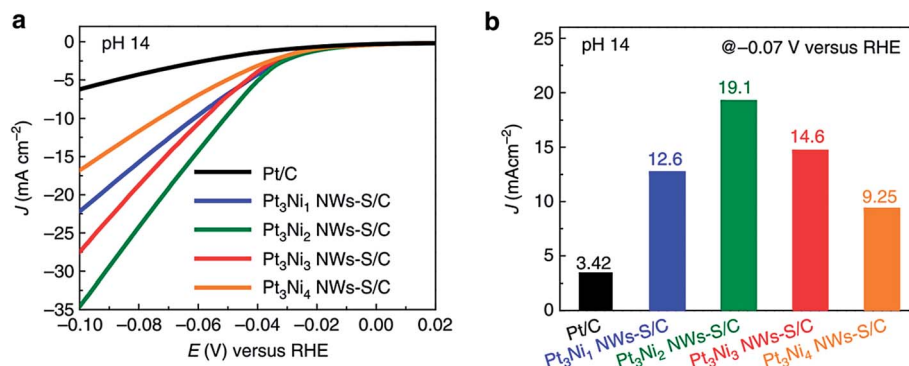 a
pH 14
0
−5
−10
−15
−20
−25
−30
−35
J (mA cm−2)
Pt/C
Pt3Ni1 NWs-S/C
Pt3Ni2 NWs-S/C
Pt3Ni3 NWs-S/C
Pt3Ni4 NWs-S/C
−0.10 −0.08 −0.06 −0.04 −0.02 0.00 0.02
E (V) versus RHE
b
pH 14
@−0.07 V versus RHE
25
20
15
10
5
0
J (mAcm−2)
3.42
12.6
19.1
14.6
9.25
Pt/C
Pt3Ni1 NWs-S/C
Pt3Ni2 NWs-S/C
Pt3Ni3 NWs-S/C
Pt3Ni4 NWs-S/C